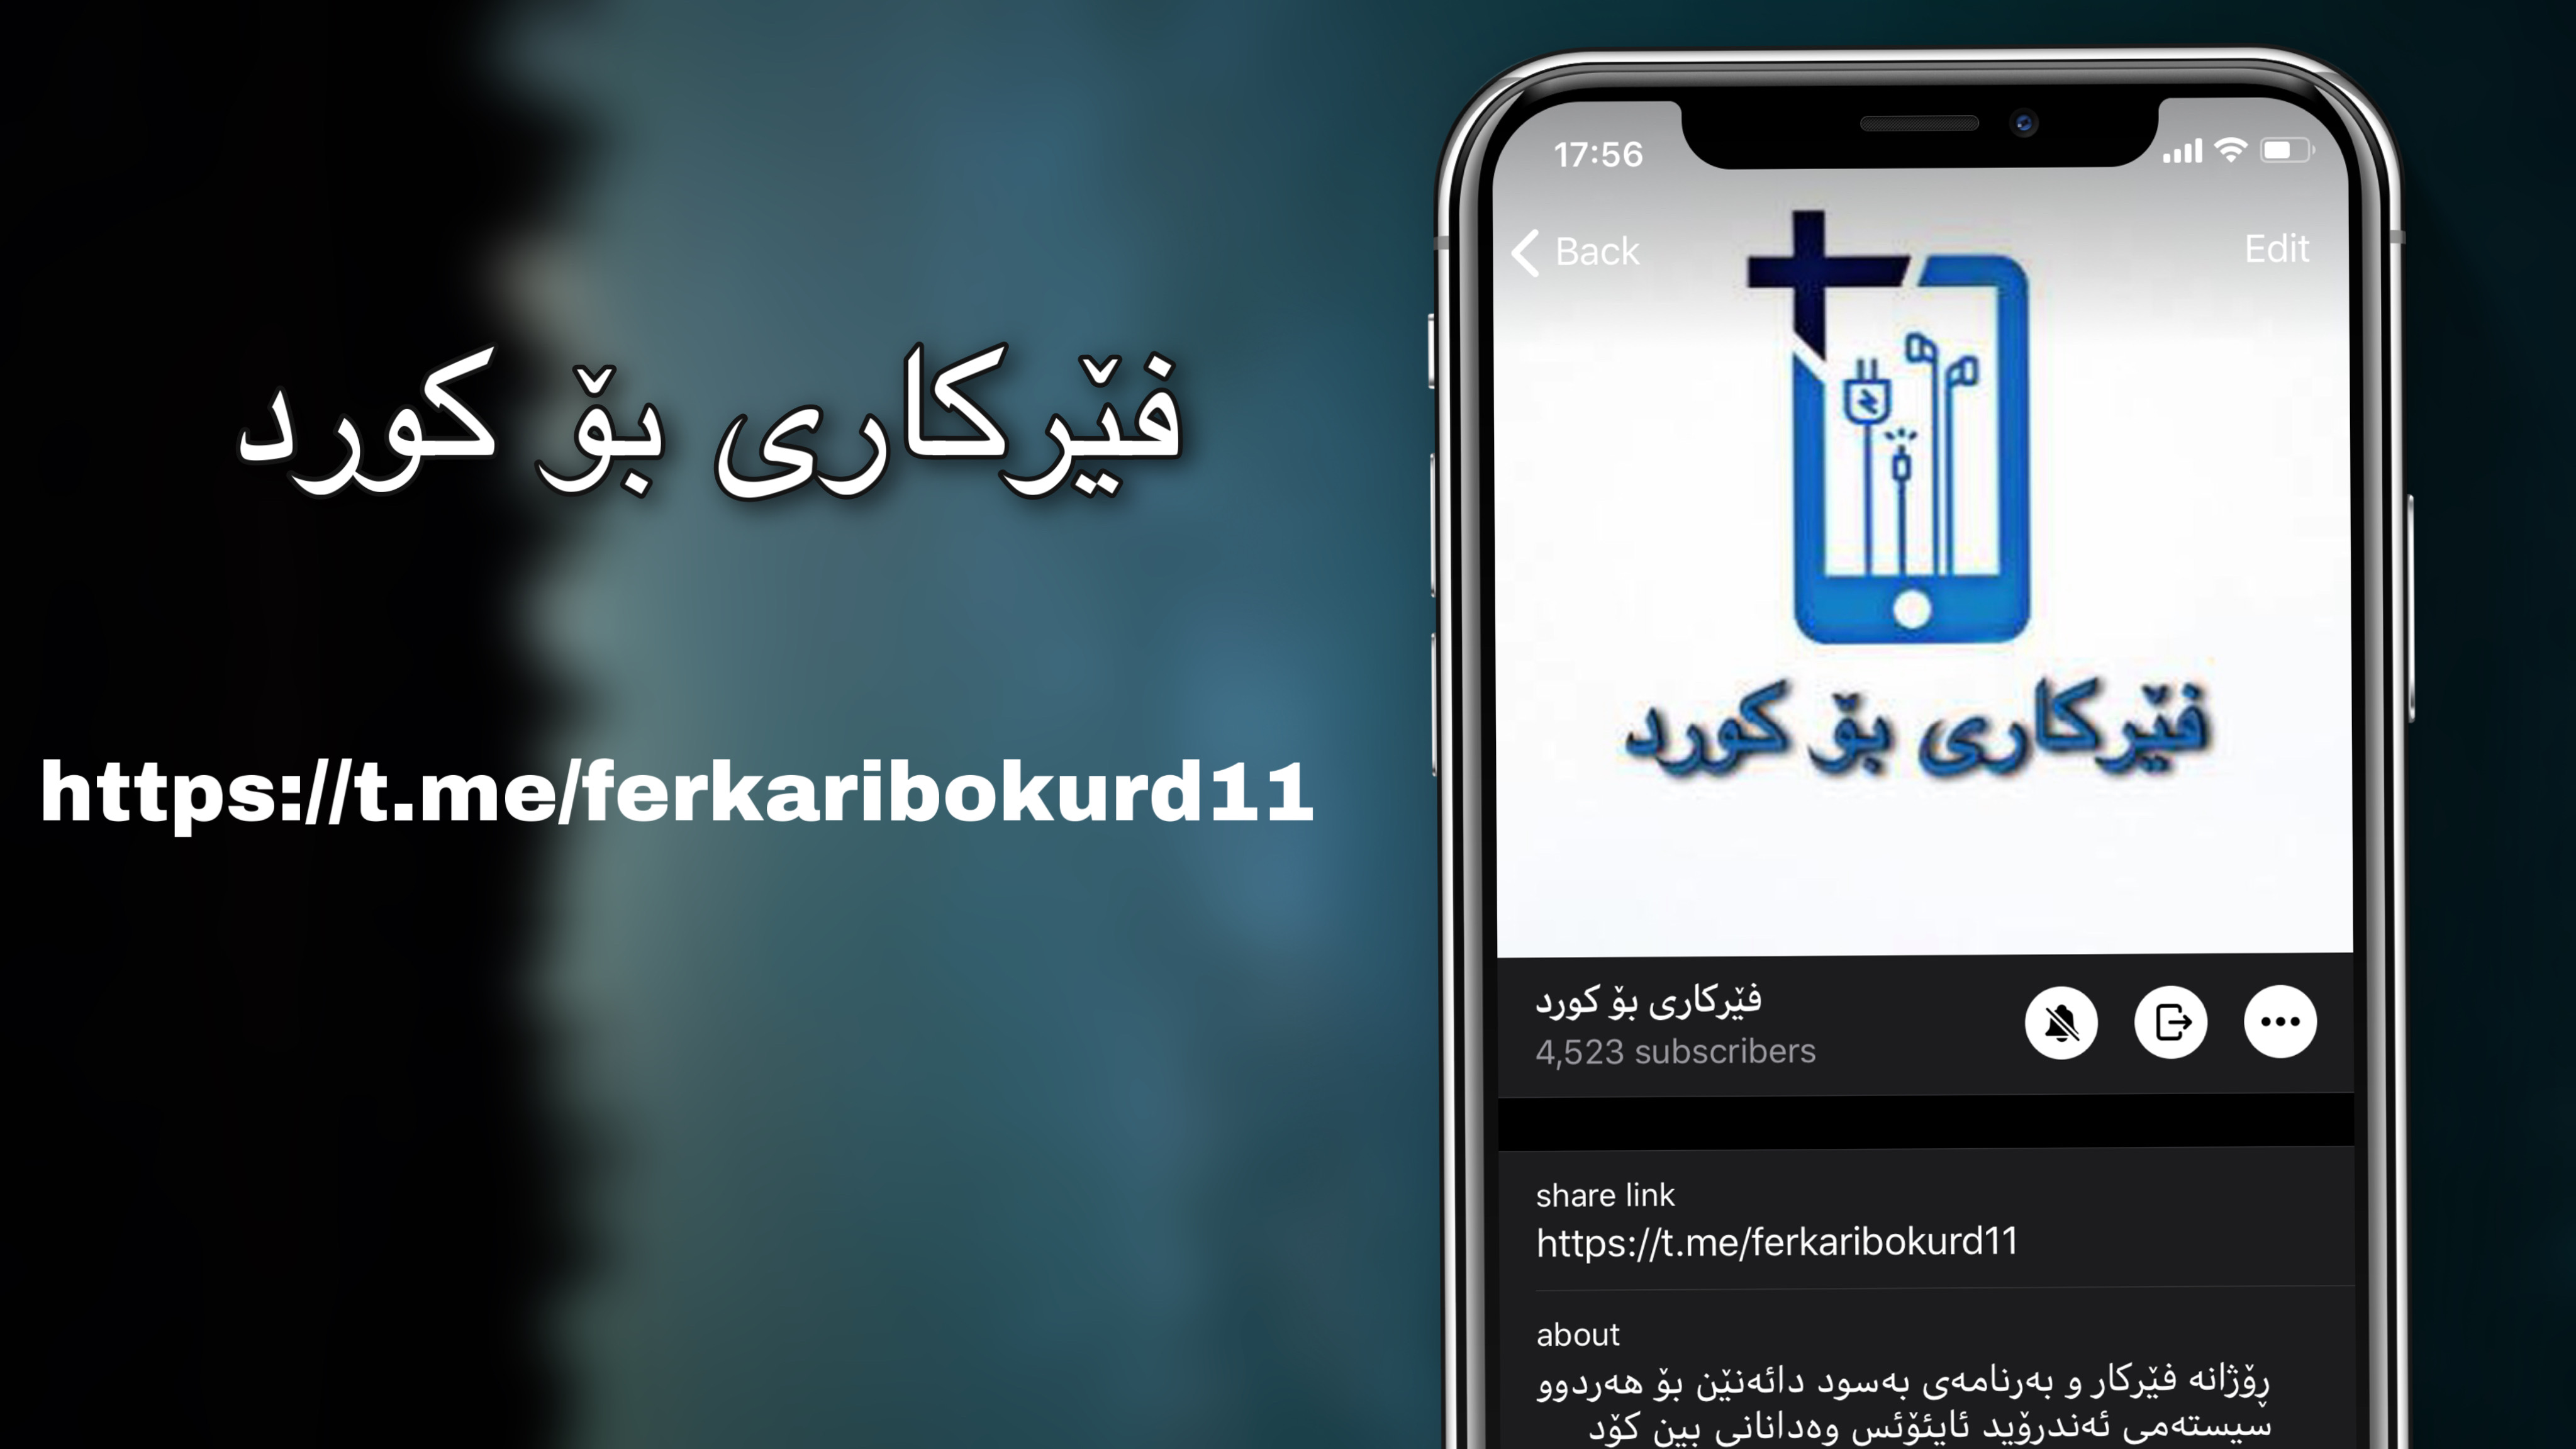 فێرکاری بۆ کورد
https://t.me/ferkaribokurd11
17:56
Back
Edit
فێرکاری بۆ کورد
فێرکاری بۆ کورد
4,523 subscribers
share link
https://t.me/ferkaribokurd11
about
ڕۆژانە فێرکار و بەرنامەی بەسود دائەنێن بۆ هەردوو
سیستەمی ئەندرۆید ئایئۆئس وەدانانی بین کۆد